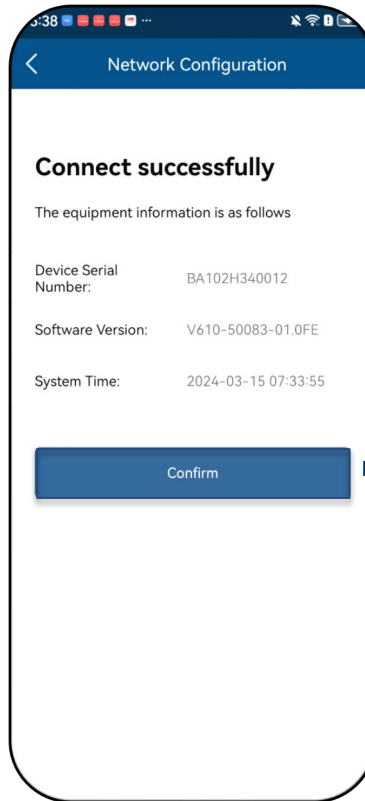 :38
Network Configuration
Connect successfully
The equipment information is as follows
Device Serial
Number:
BA102H340012
Software Version:
V610-50083-01.0FE
System Time:
2024-03-15 07:33:55
Confirm